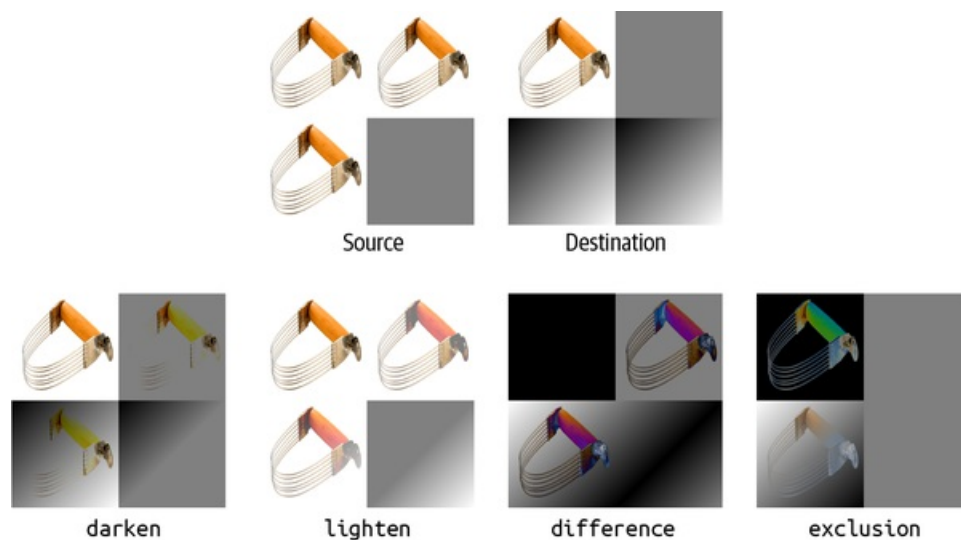 Source
Destination
darken
lighten
difference
exclusion